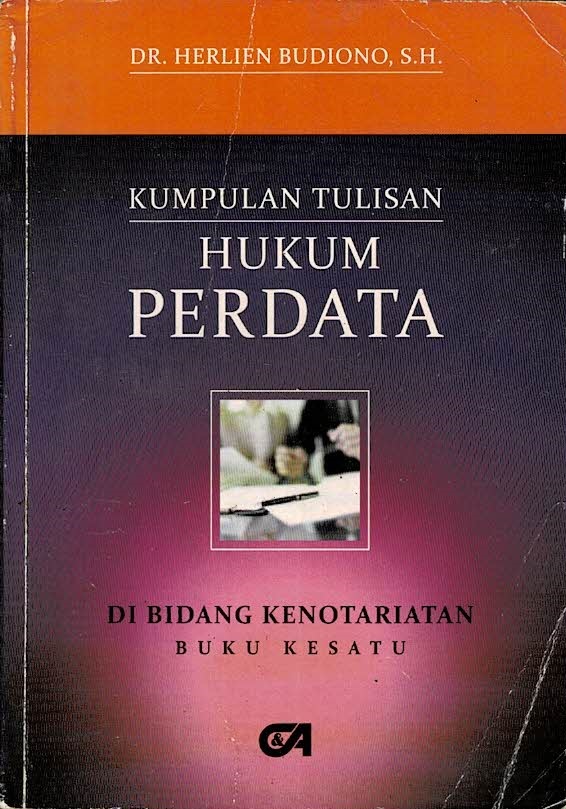 DR. HERLIEN BUDIONO, S.H.
KUMPULAN TULISAN
HUKUM
PERDATA
DI BIDANG KENOTARIATAN
BUKU KESATU
C&A